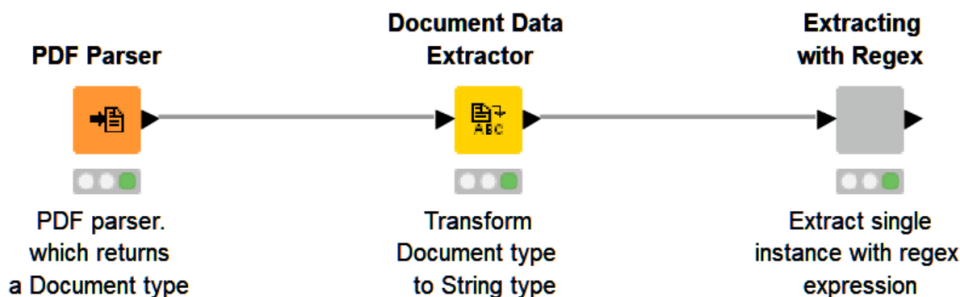 PDF Parser
Document Data
Extractor
Extracting
with Regex
ABC
PDF parser.
which returns
a Document type
Transform
Document type
to String type
Extract single
instance with regex
expression